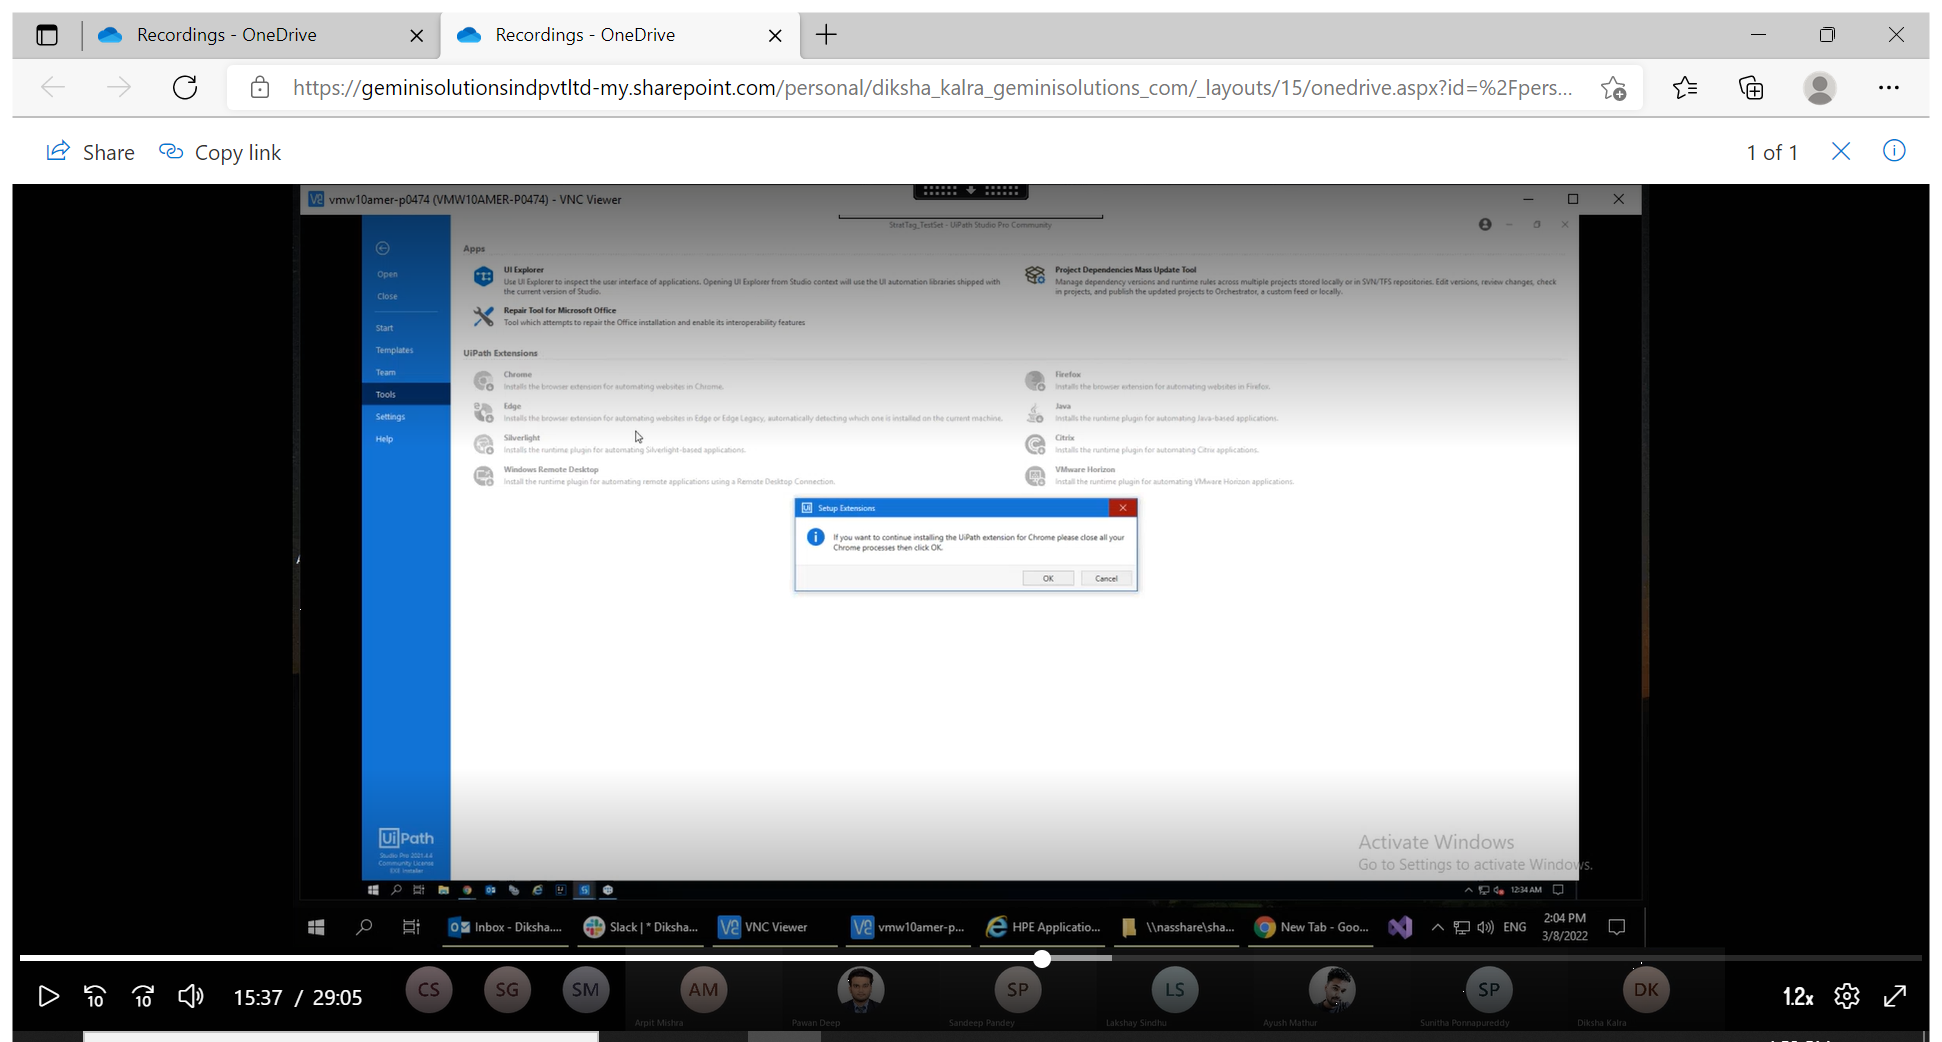 Recordings - OneDrive
Recordings - OneDrive
https://geminisolutionsindpvtltd-my.sharepoint.com/personal/diksha_kalra_geminisolutions_com/_layouts/15/onedrive.aspx?id=%2Fpers...
Share
Copy link
1 of 1
vmw10amer-p0474 (VMW10AMER-P0474) - VNC Viewer
StratTag_TestSet - UiPath Studio Pro Community
Open
Close
Start
Templates
Team
Tools
Settings
Help
Apps
UI Explorer
Use UI Explorer to inspect the user interface of applications. Opening UI Explorer from Studio context will use the UI automation libraries shipped with
the current version of Studio.
Project Dependencies Mass Update Tool
Manage dependency versions and runtime rules across multiple projects stored locally or in SVN/TFS repositories. Edit versions, review changes, check
in projects, and publish the updated projects to Orchestrator, a custom feed or locally.
Repair Tool for Microsoft Office
Tool which attempts to repair the Office installation and enable its interoperability features
UiPath Extensions
Chrome
Installs the browser extension for automating websites in Chrome.
Firefox
Installs the browser extension for automating websites in Firefox.
Edge
Installs the browser extension for automating websites in Edge or Edge Legacy, automatically detecting which one is installed on the current machine.
Java
Installs the runtime plugin for automating Java-based applications.
Silverlight
Installs the runtime plugin for automating Silverlight-based applications.
Citrix
Installs the runtime plugin for automating Citrix applications.
Windows Remote Desktop
Install the runtime plugin for automating remote applications using a Remote Desktop Connection.
VMware Horizon
Install the runtime plugin for automating VMware Horizon applications.
Setup Extensions
If you want to continue installing the UiPath extension for Chrome please close all your
Chrome processes then click OK.
OK
Cancel
UiPath
Studio Pro 2021.4.4
Community License
EXE Installer
Activate Windows
Go to Settings to activate Windows.
12:34 AM
Inbox - Diksha....
Slack | * Diksha...
VNC Viewer
vmw10amer-p...
HPE Applicatio...
\\nasshare\sha...
New Tab - Goo...
ENG
2:04 PM
3/8/2022
10
10
15:37 / 29:05
CS
SG
SM
AM
SP
LS
SP
DK
1.2x
Arpit Mishra
Pawan Deep
Sandeep Pandey
Lakshay Sindhu
Ayush Mathur
Sunitha Ponnapureddy
Diksha Kalra